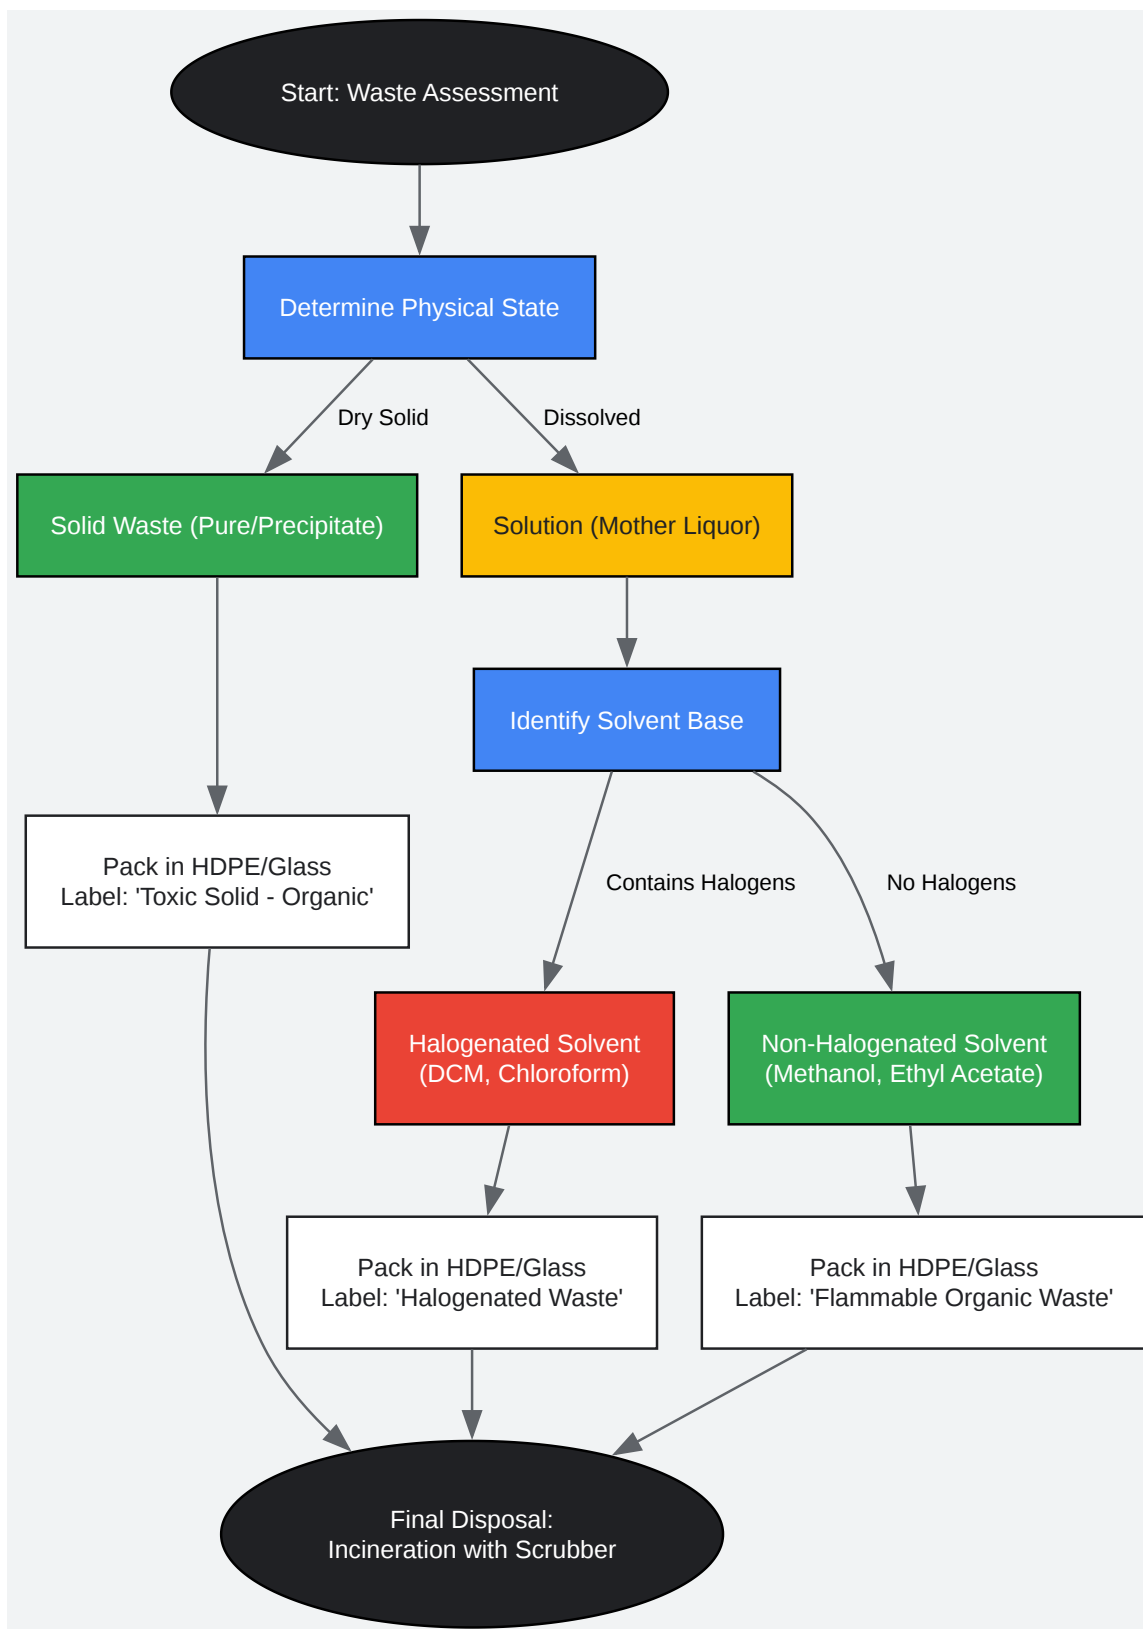 Start: Waste Assessment
Determine Physical State
Dry Solid
Dissolved
Solid Waste (Pure/Precipitate)
Solution (Mother Liquor)
Identify Solvent Base
Pack in HDPE/Glass
Label: 'Toxic Solid - Organic'
Contains Halogens
No Halogens
Halogenated Solvent
(DCM, Chloroform)
Non-Halogenated Solvent
(Methanol, Ethyl Acetate)
Pack in HDPE/Glass
Label: 'Halogenated Waste'
Pack in HDPE/Glass
Label: 'Flammable Organic Waste'
Final Disposal:
Incineration with Scrubber